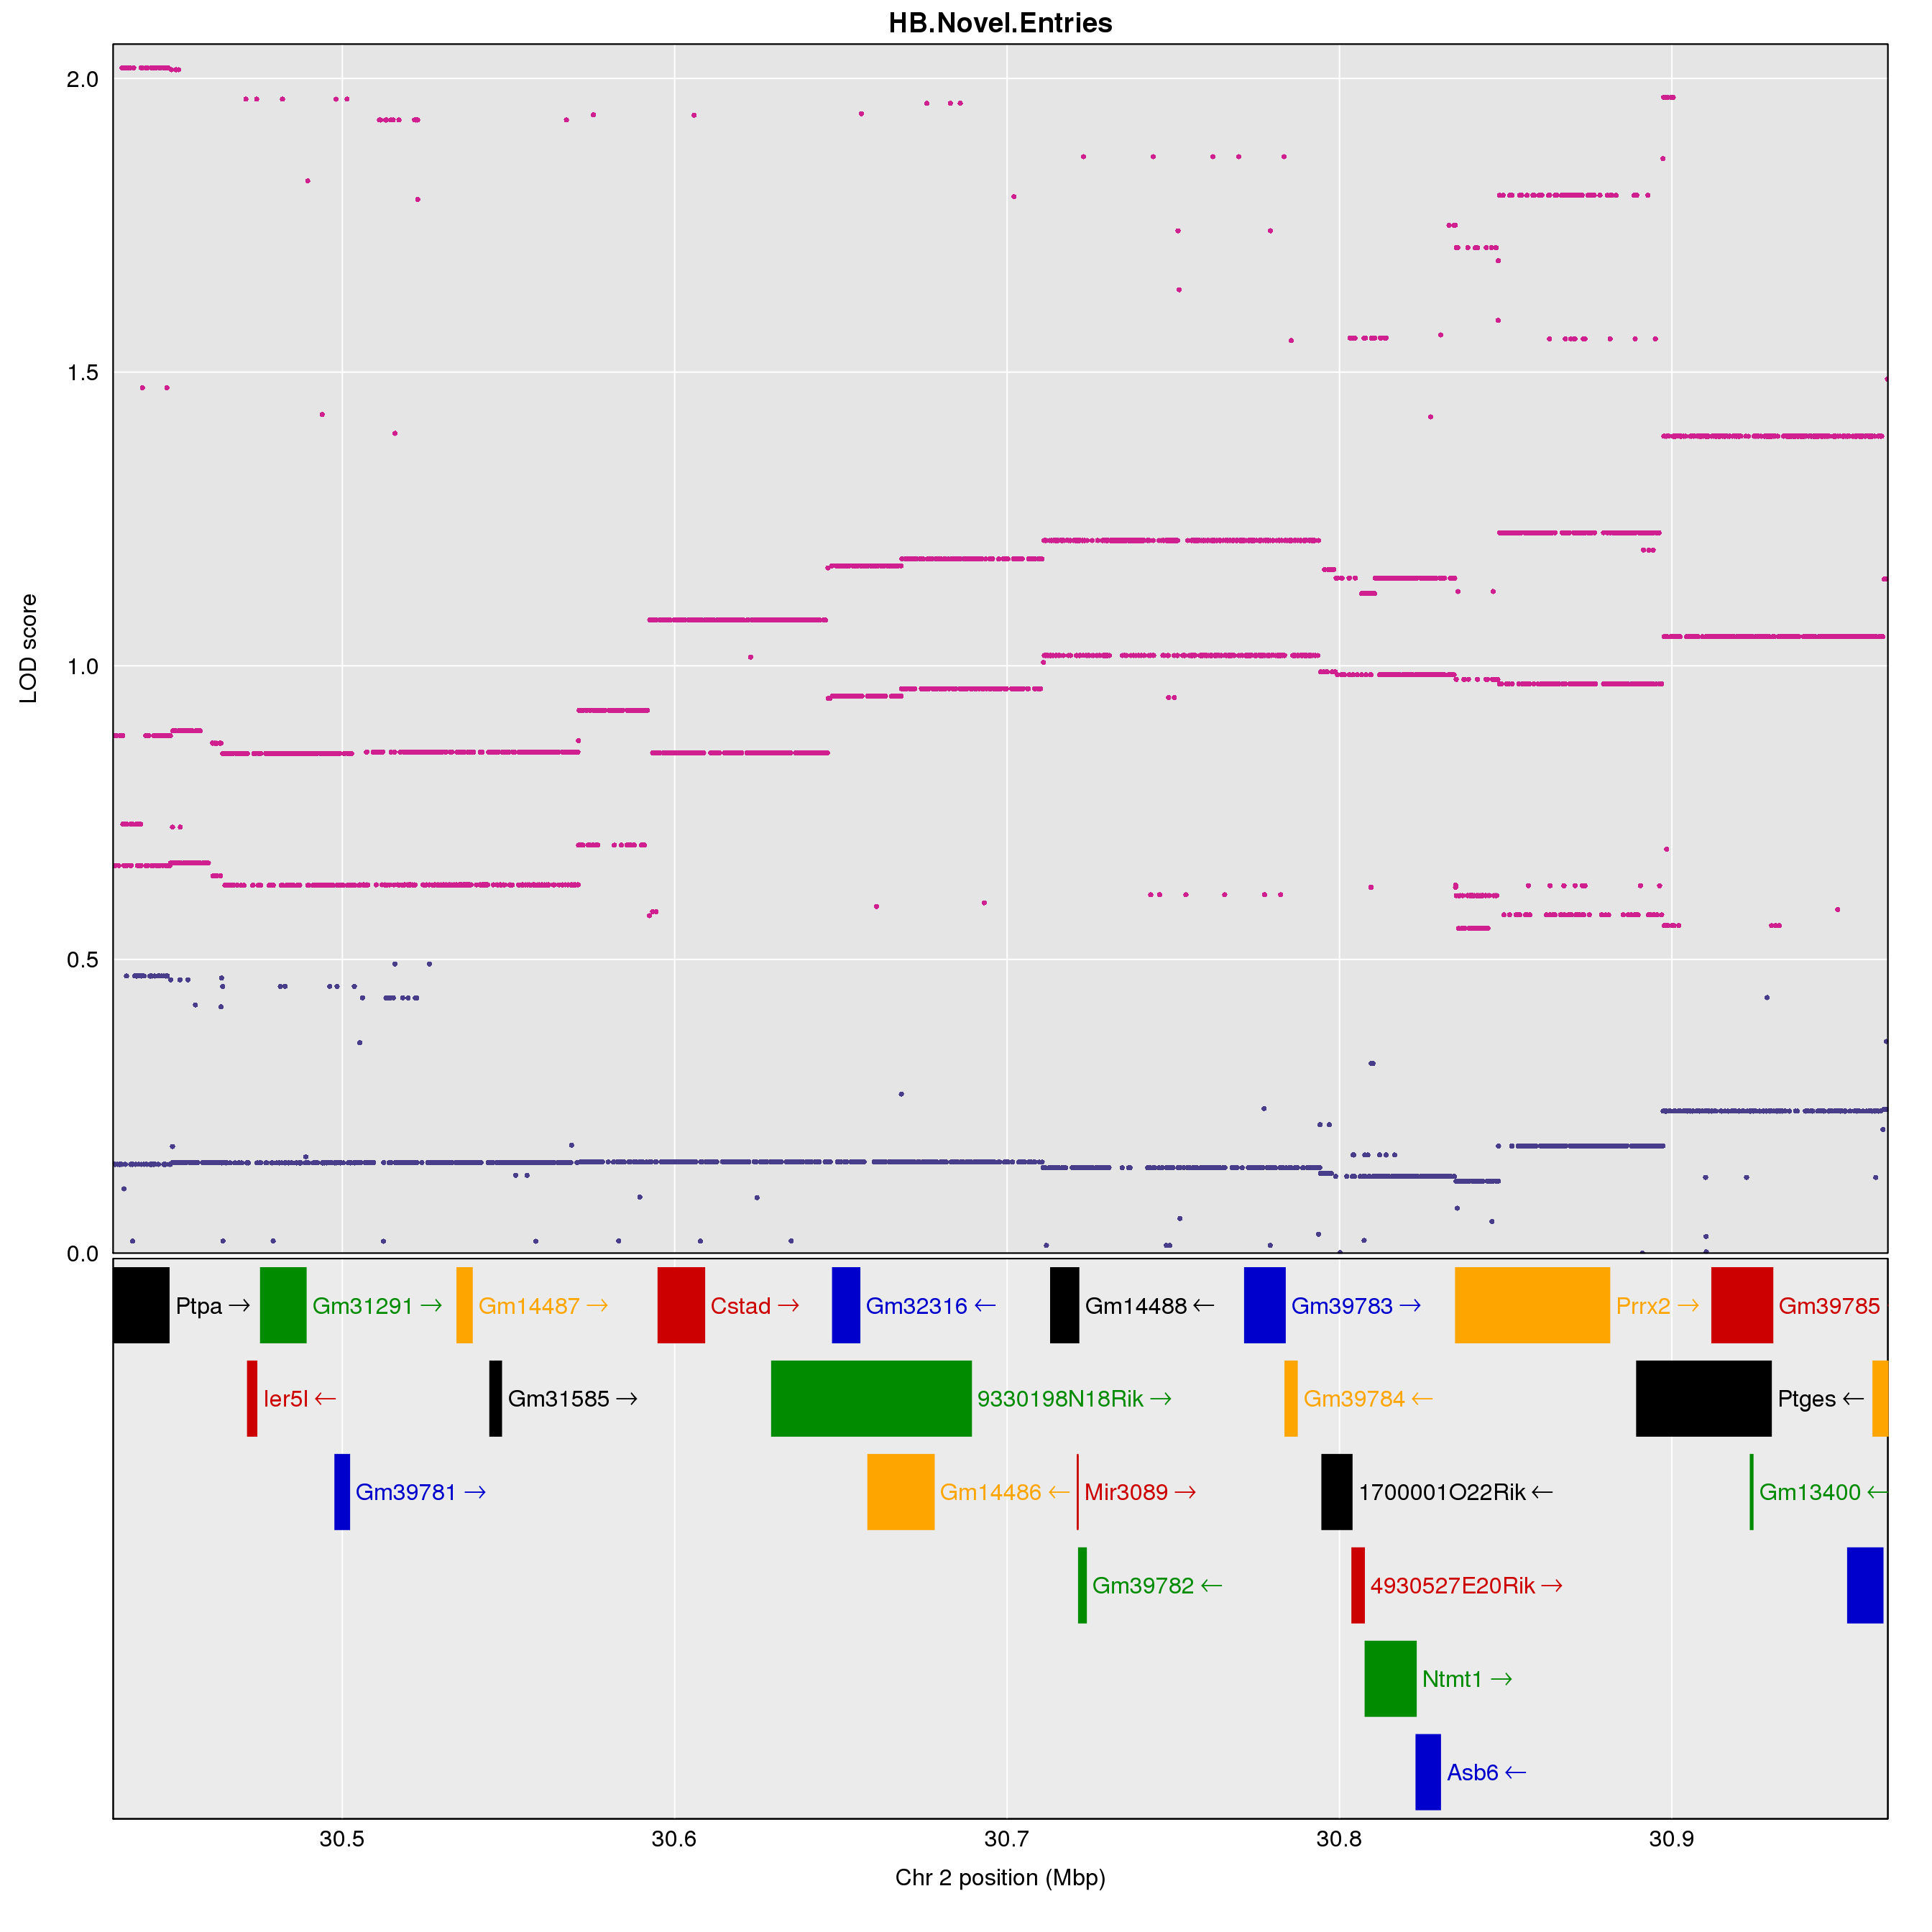 HB.Novel.Entries
LOD score
2.0
1.5
1.0
0.5
0.0
Ptpa →
Gm31291 →
Gm14487 →
Cstad →
Gm32316 ←
Gm14488 ←
Gm39783 →
Prrx2 →
Gm39785
Ier5l ←
Gm31585 →
9330198N18Rik →
Gm39784 ←
Ptges ←
Gm39781 →
Gm14486 ←
Mir3089 →
1700001O22Rik ←
Gm13400 ←
Gm39782 ←
4930527E20Rik →
Ntmt1 →
Asb6 ←
30.5
30.6
30.7
30.8
30.9
Chr 2 position (Mbp)